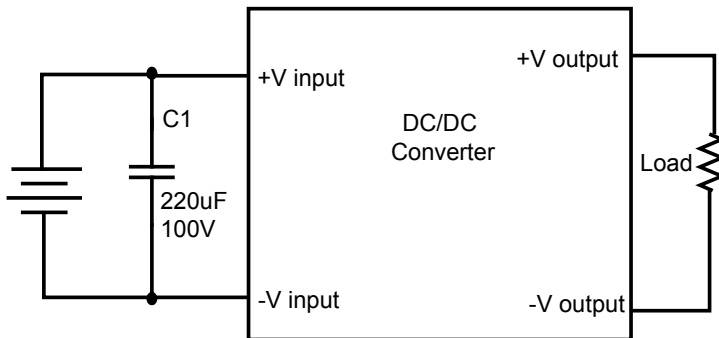 +V input
+V output
C1
DC/DC
Converter
Load
220uF
100V
-V input
-V output